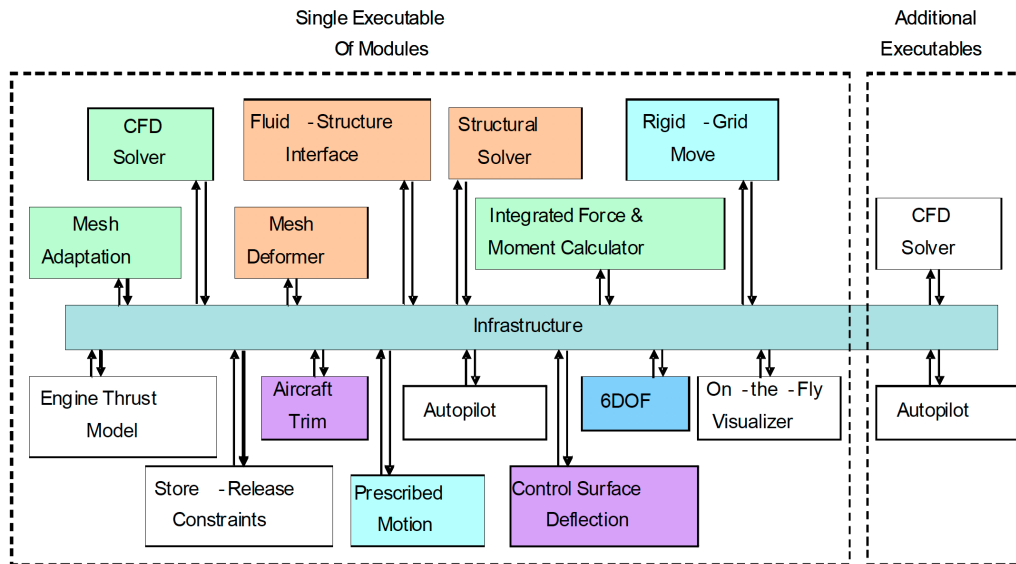 Single Executable
Of Modules
Additional
Executables
CFD
Solver
Fluid -Structure
Interface
Structural
Solver
Rigid -Grid
Move
Mesh
Adaptation
Mesh
Deformer
Integrated Force &
Moment Calculator
CFD
Solver
Infrastructure
Engine Thrust
Model
Aircraft
Trim
Autopilot
6DOF
On -the -Fly
Visualizer
Autopilot
Store -Release
Constraints
Prescribed
Motion
Control Surface
Deflection